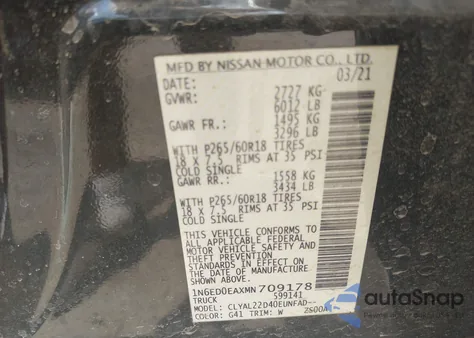 MFD BY NISSAN MOTOR CO., LTD.
DATE: 03/21
GVWR: 2727 KG
6012 LB
GAWR FR.: 1495 KG
3296 LB
WITH P265/60R18 TIRES
18 X 7.5 RIMS AT 35 PSI
COLD SINGLE
GAWR RR.: 1558 KG
3434 LB
WITH P265/60R18 TIRES
18 X 7.5 RIMS AT 35 PSI
COLD SINGLE
THIS VEHICLE CONFORMS TO
ALL APPLICABLE FEDERAL
MOTOR VEHICLE SAFETY AND
THEFT PREVENTION
STANDARDS IN EFFECT ON
THE DATE OF MANUFACTURE
SHOWN ABOVE.
1N6ED0EAXMN709178
TRUCK 599141
MODEL: CLYAL22D40EUNFAD--
COLOR: G41 TRIM: W ZS00A
autoSnap